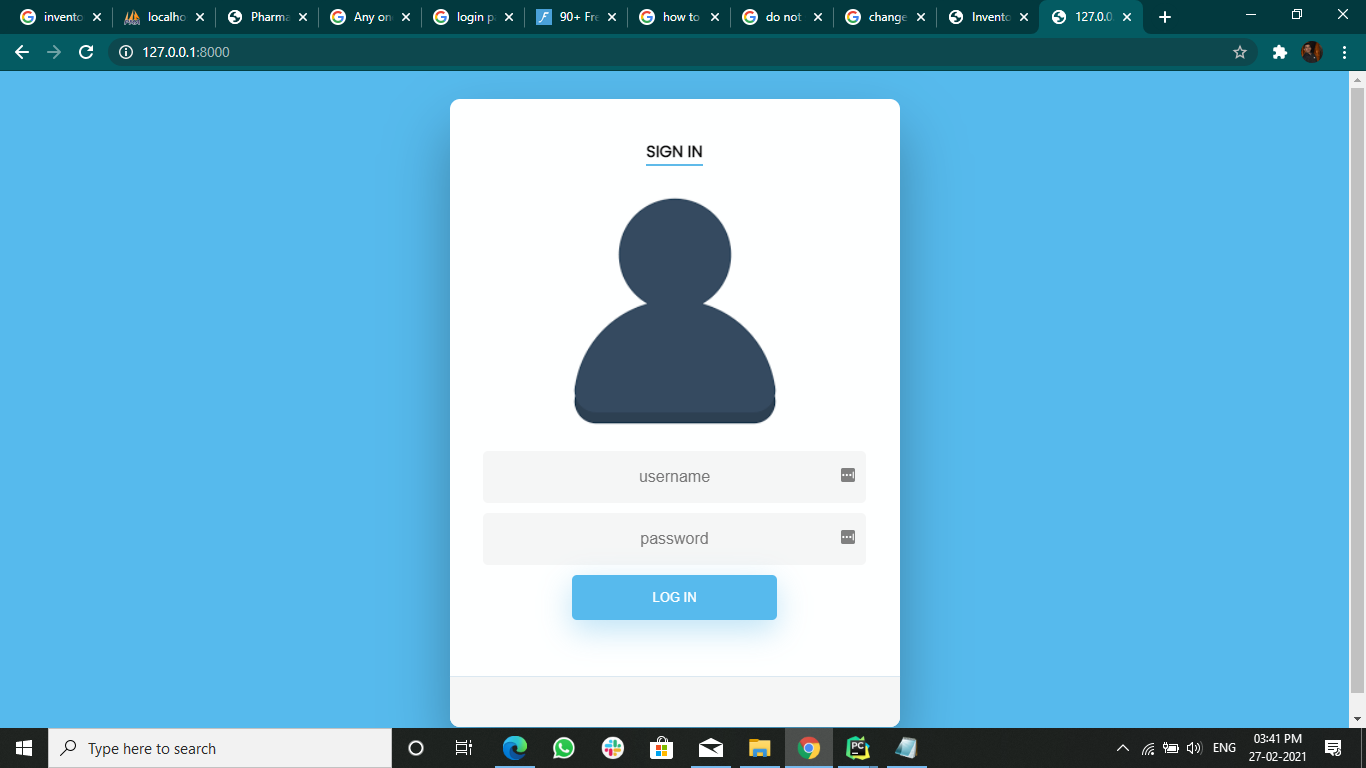 invento
localho
Pharma
Any on
login p
90+ Fre
how to
do not
change
Invento
127.0.0
127.0.0.1:8000
SIGN IN
username
password
LOG IN
Type here to search
PC
ENG
03:41 PM
27-02-2021